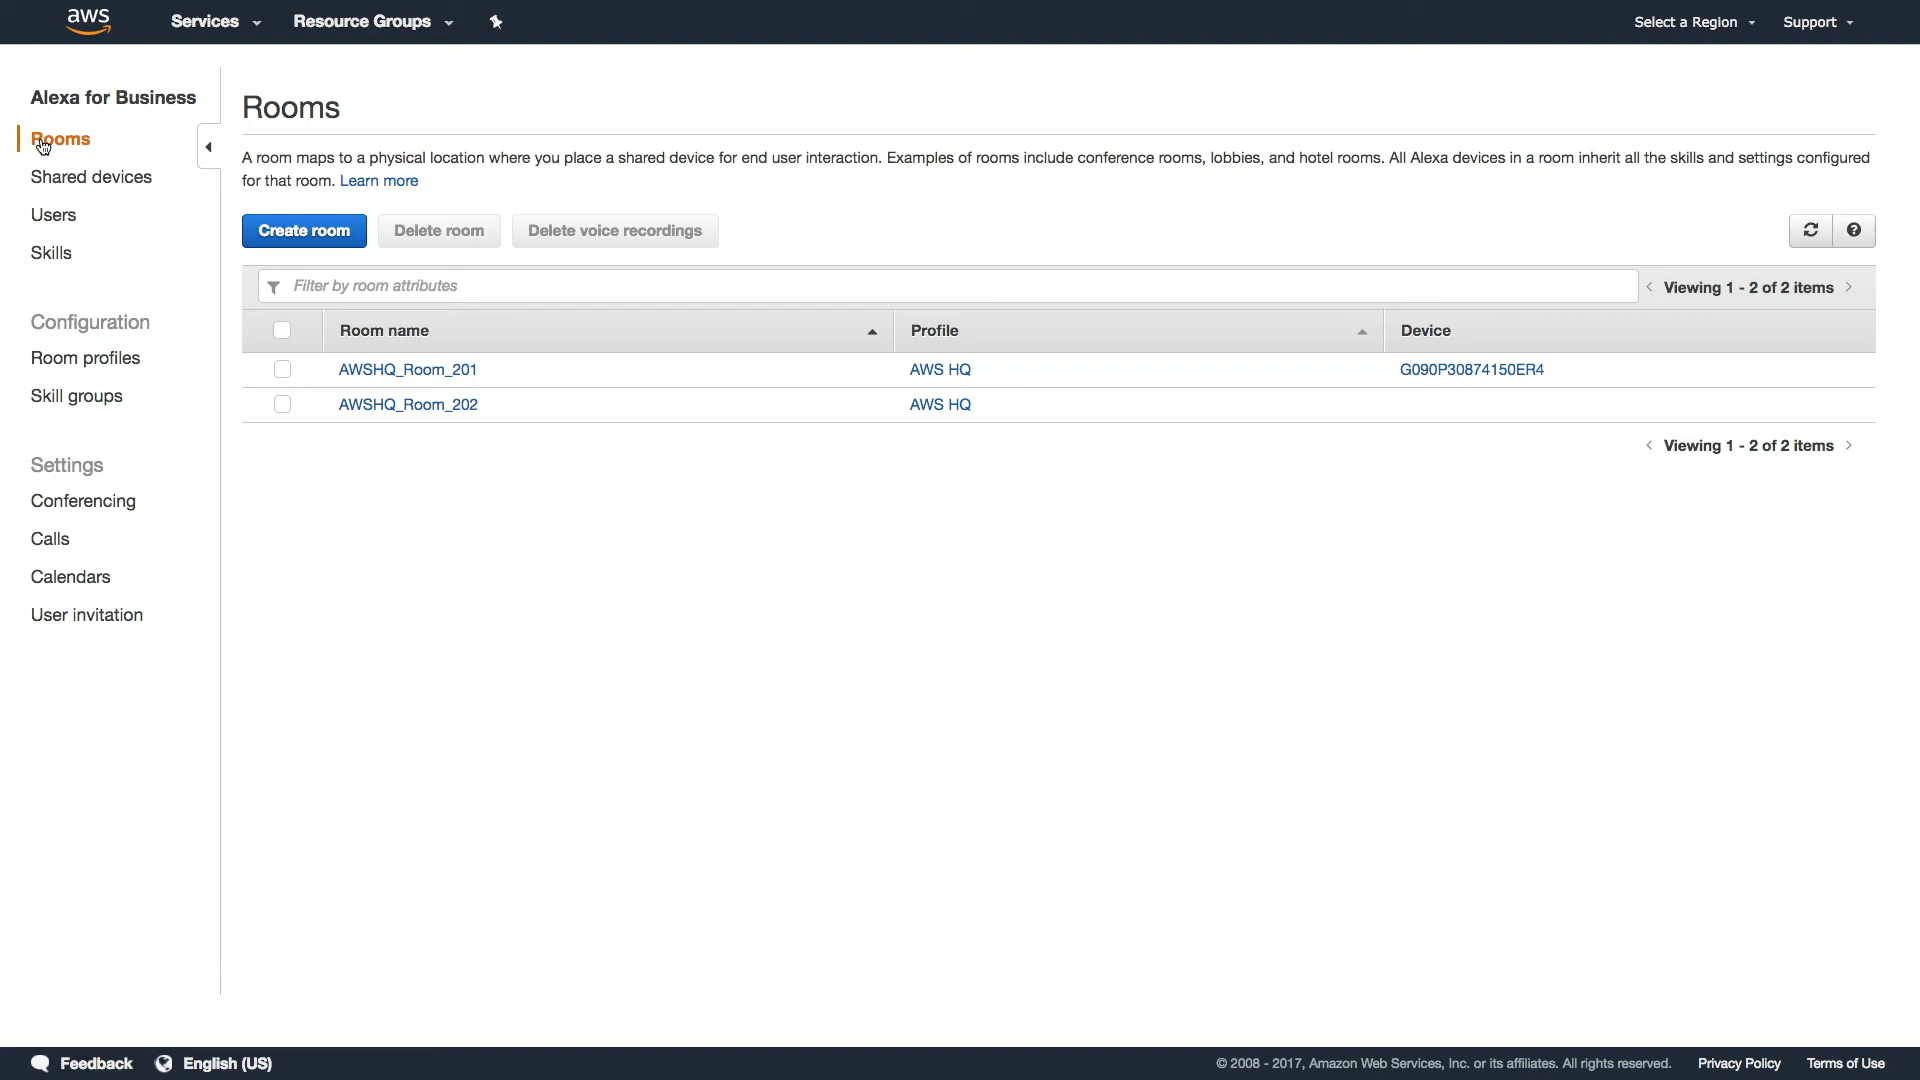 aws
Services
Resource Groups
Select a Region
Support
Alexa for Business
Rooms
Shared devices
Users
Skills
Configuration
Room profiles
Skill groups
Settings
Conferencing
Calls
Calendars
User invitation
Rooms
A room maps to a physical location where you place a shared device for end user interaction. Examples of rooms include conference rooms, lobbies, and hotel rooms. All Alexa devices in a room inherit all the skills and settings configured
for that room. Learn more
Create room
Delete room
Delete voice recordings
Filter by room attributes
Viewing 1 - 2 of 2 items
Room name
Profile
Device
AWSHQ_Room_201
AWS HQ
G090P30874150ER4
AWSHQ_Room_202
AWS HQ
Viewing 1 - 2 of 2 items
Feedback
English (US)
© 2008 - 2017, Amazon Web Services, Inc. or its affiliates. All rights reserved.
Privacy Policy
Terms of Use